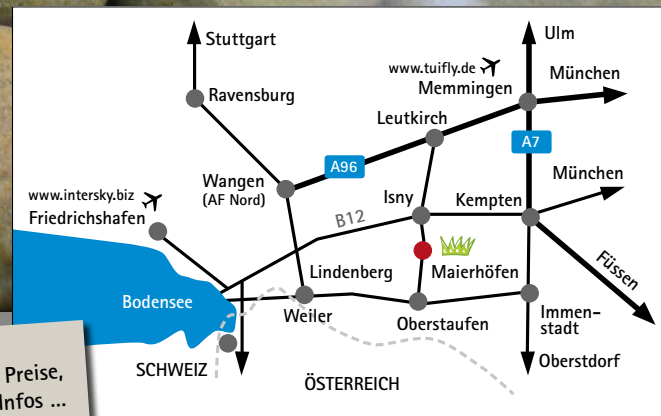 Stuttgart
Ulm
www.tuifly.de
Memmingen
München
Ravensburg
Leutkirch
A96
A7
Wangen
(AF Nord)
www.intersky.biz
Friedrichshafen
Isny
Kempten
München
B12
Maierhöfen
Füssen
Lindenberg
Bodensee
Weiler
Oberstaufen
Immen-
stadt
SCHWEIZ
ÖSTERREICH
Oberstdorf
Preise,
Infos ...